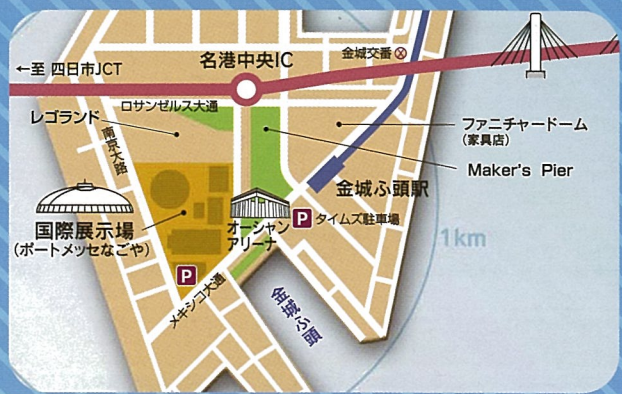 ←至 四日市JCT
名港中央IC
金城交番
ロサンゼルス大通
レゴランド
南京大路
ファニチャードーム
(家具店)
Maker's Pier
金城ふ頭駅
国際展示場
(ポートメッセなごや)
オーシャン
アリーナ
P タイムズ駐車場
1km
P
メキシコ大通
金城ふ頭